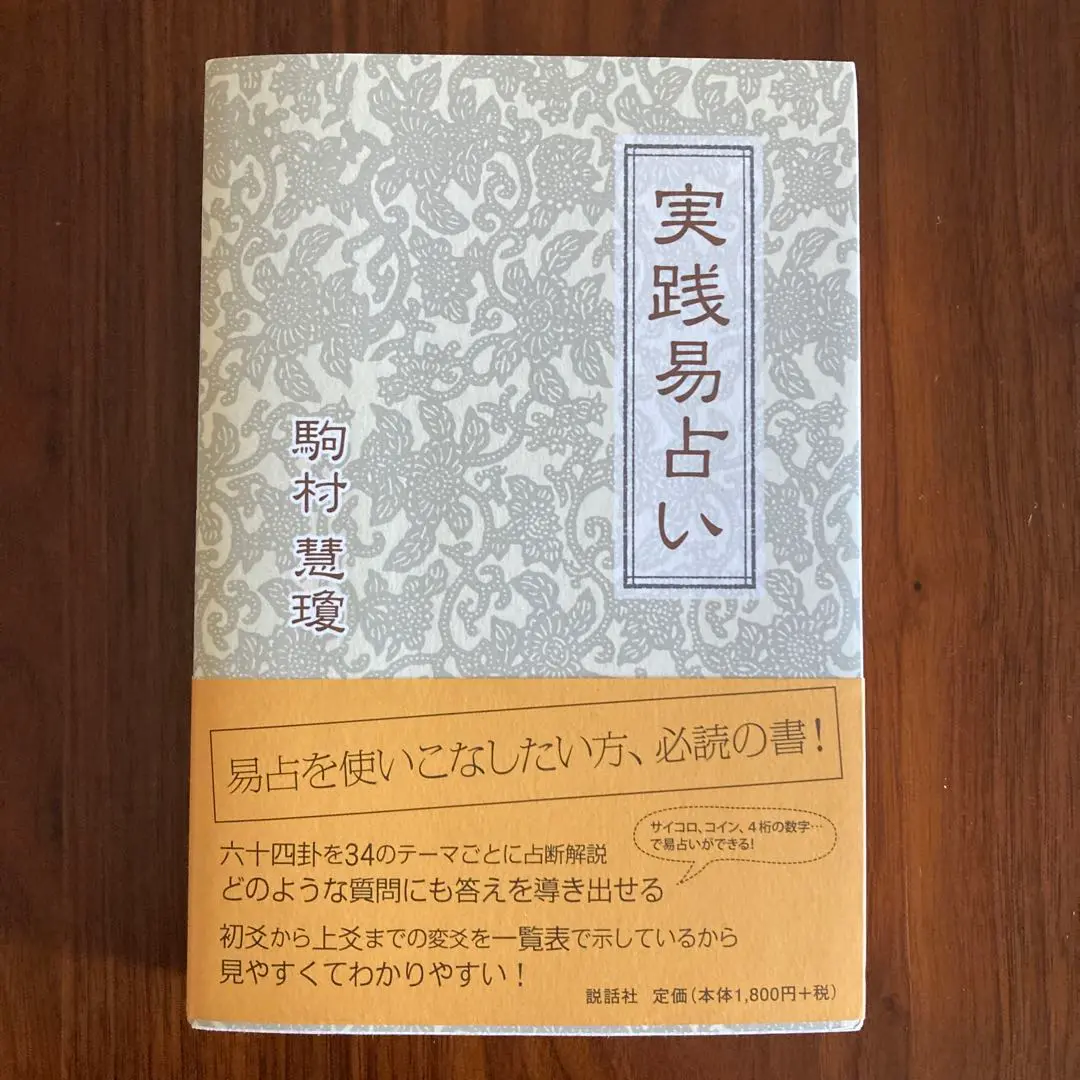 実践易占い
駒村 慧瓊
易占を使いこなしたい方、必読の書!
サイコロ、コイン、4桁の数字…
で易占いができる!
六十四卦を34のテーマごとに占断解説
どのような質問にも答えを導き出せる
初爻から上爻までの変爻を一覧表で示しているから
見やすくてわかりやすい!
説話社 定価(本体1,800円+税)